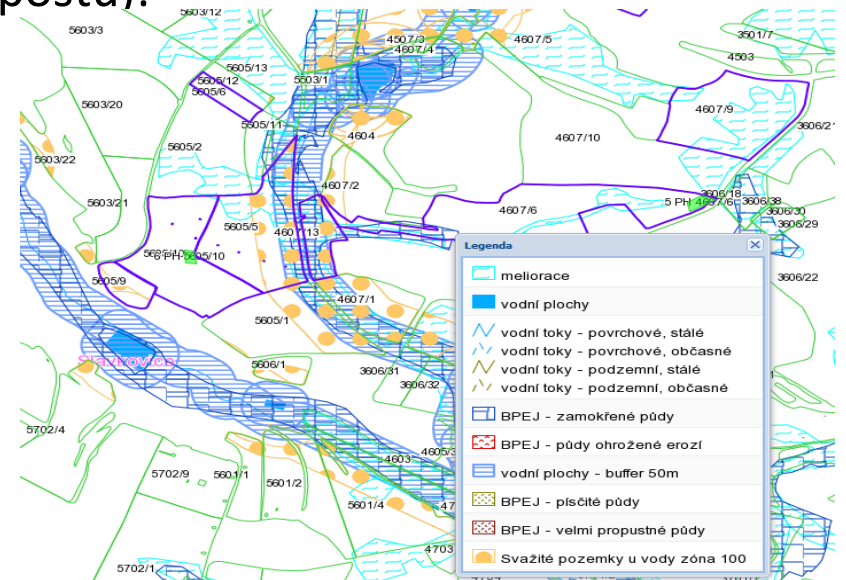 5603/12
5603/3
4507/3
4607/4
4607/5
3501/7
4503
5605/13
5605/12
5605/6
5503/1
5603/20
4607/9
5605/11
4604
4607/10
5605/2
5603/22
4607/2
3606/18
5603/21
4607/6
5 PH
3606/38
3606/30
3606/29
5605/5
4607/13
5605/10
5605/9
3606/22
4607/1
5605/1
Slavkovice
5606/1
3606/31
3606/32
5702/4
4603
5702/9
5601/1
5601/2
5601/4
4703
5702/1
Legenda
meliorace
vodní plochy
vodní toky - povrchové, stálé
vodní toky - povrchové, občasné
vodní toky - podzemní, stálé
vodní toky - podzemní, občasné
BPEJ - zamokřené půdy
BPEJ - půdy ohrožené erozí
vodní plochy - buffer 50m
BPEJ - písčité půdy
BPEJ - velmi propustné půdy
Svažité pozemky u vody zóna 100